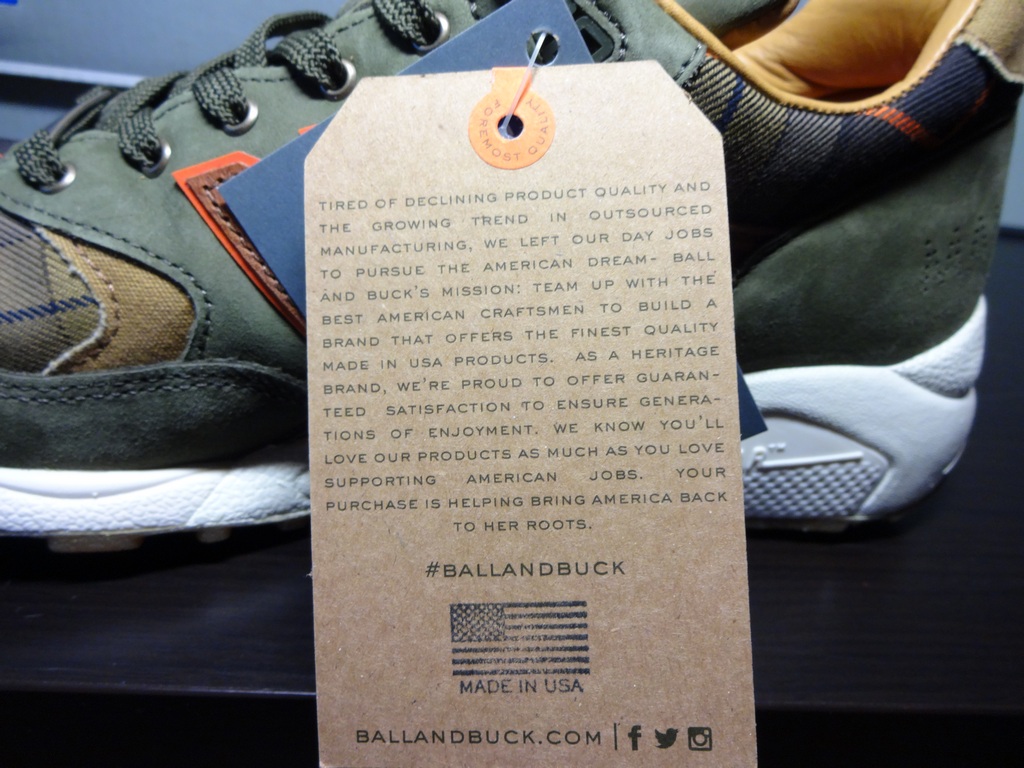 FOREMOST QUALITY
TIRED OF DECLINING PRODUCT QUALITY AND
THE GROWING TREND IN OUTSOURCED
MANUFACTURING, WE LEFT OUR DAY JOBS
TO PURSUE THE AMERICAN DREAM- BALL
AND BUCK'S MISSION: TEAM UP WITH THE
BEST AMERICAN CRAFTSMEN TO BUILD A
BRAND THAT OFFERS THE FINEST QUALITY
MADE IN USA PRODUCTS. AS A HERITAGE
BRAND, WE'RE PROUD TO OFFER GUARAN-
TEED SATISFACTION TO ENSURE GENERA-
TIONS OF ENJOYMENT. WE KNOW YOU'LL
LOVE OUR PRODUCTS AS MUCH AS YOU LOVE
SUPPORTING AMERICAN JOBS. YOUR
PURCHASE IS HELPING BRING AMERICA BACK
TO HER ROOTS.
#BALLANDBUCK
MADE IN USA
BALLANDBUCK.COM |